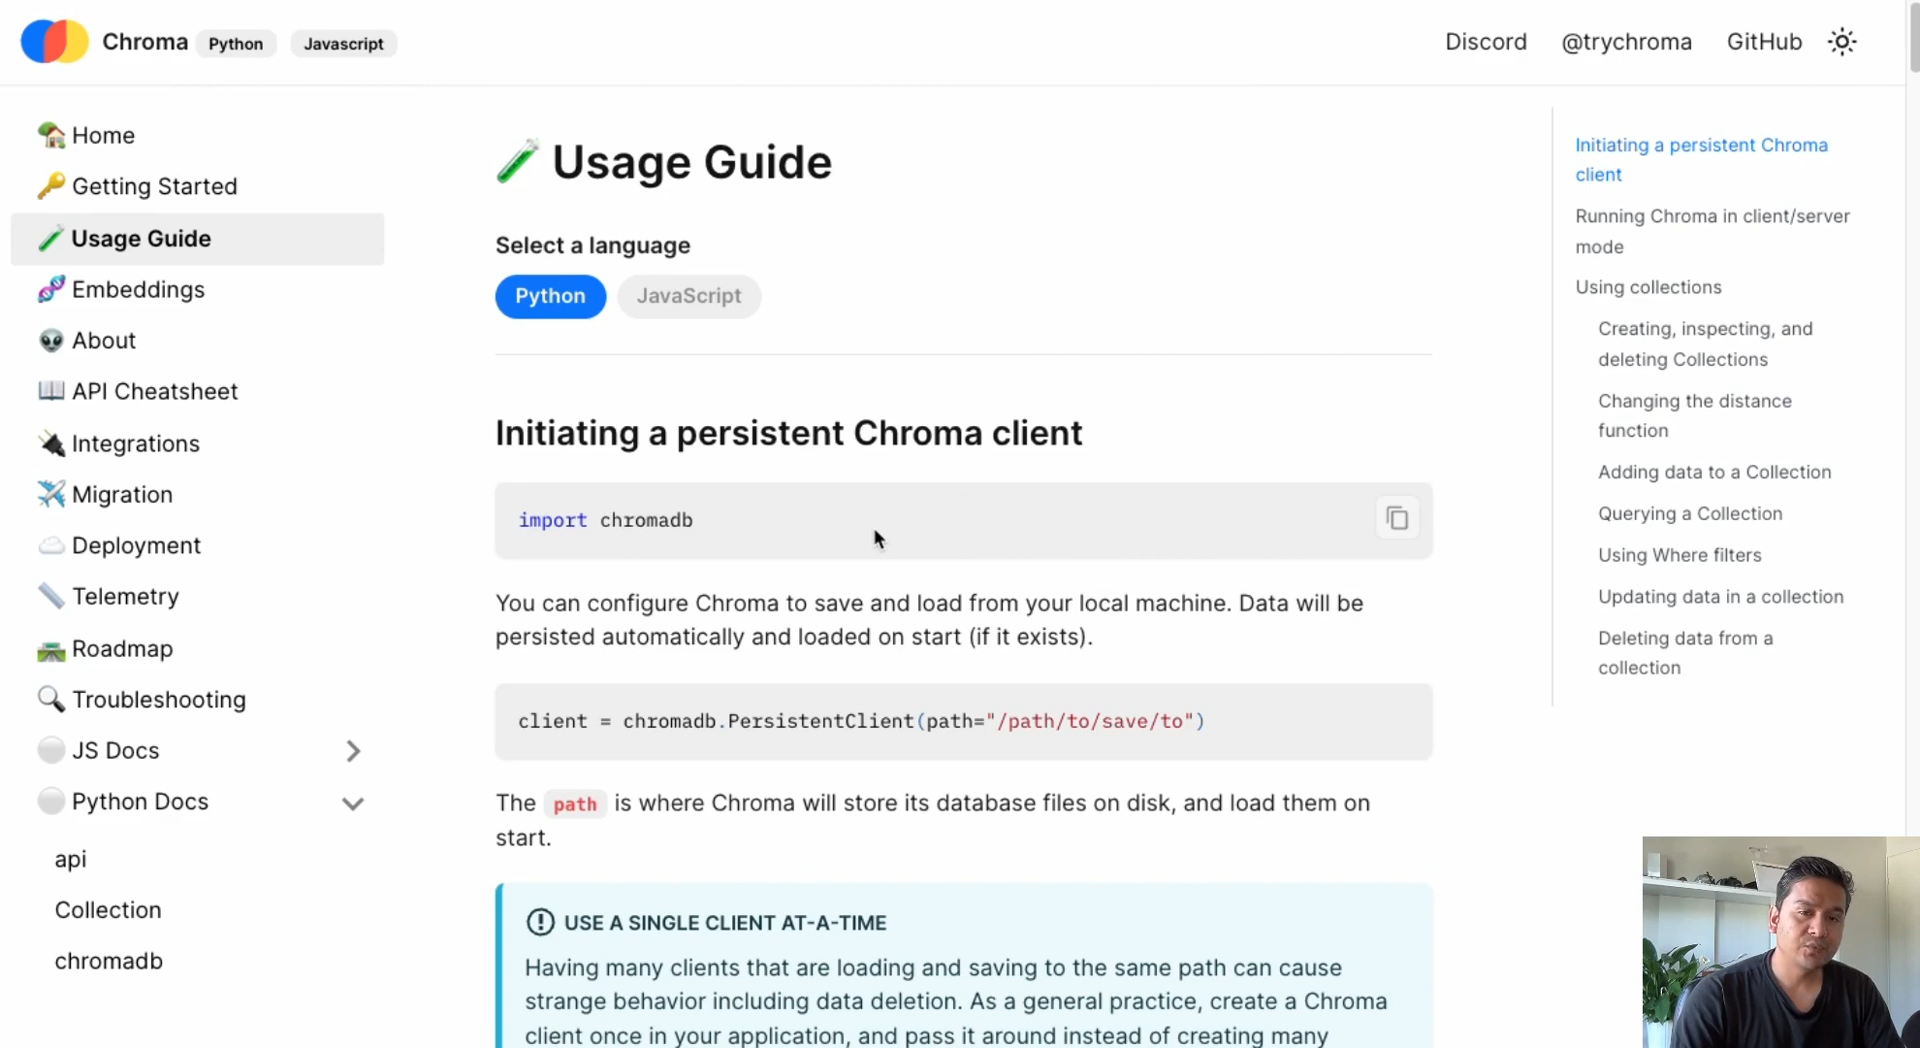 Chroma Python Javascript
Discord @trychroma GitHub
Home
Getting Started
Usage Guide
Embeddings
About
API Cheatsheet
Integrations
Migration
Deployment
Telemetry
Roadmap
Troubleshooting
JS Docs
Python Docs
api
Collection
chromadb
Usage Guide
Select a language
Python JavaScript
Initiating a persistent Chroma client
import chromadb
You can configure Chroma to save and load from your local machine. Data will be
persisted automatically and loaded on start (if it exists).
client = chromadb.PersistentClient(path="/path/to/save/to")
The path is where Chroma will store its database files on disk, and load them on
start.
USE A SINGLE CLIENT AT-A-TIME
Having many clients that are loading and saving to the same path can cause
strange behavior including data deletion. As a general practice, create a Chroma
client once in your application, and pass it around instead of creating many
Initiating a persistent Chroma
client
Running Chroma in client/server
mode
Using collections
Creating, inspecting, and
deleting Collections
Changing the distance
function
Adding data to a Collection
Querying a Collection
Using Where filters
Updating data in a collection
Deleting data from a
collection